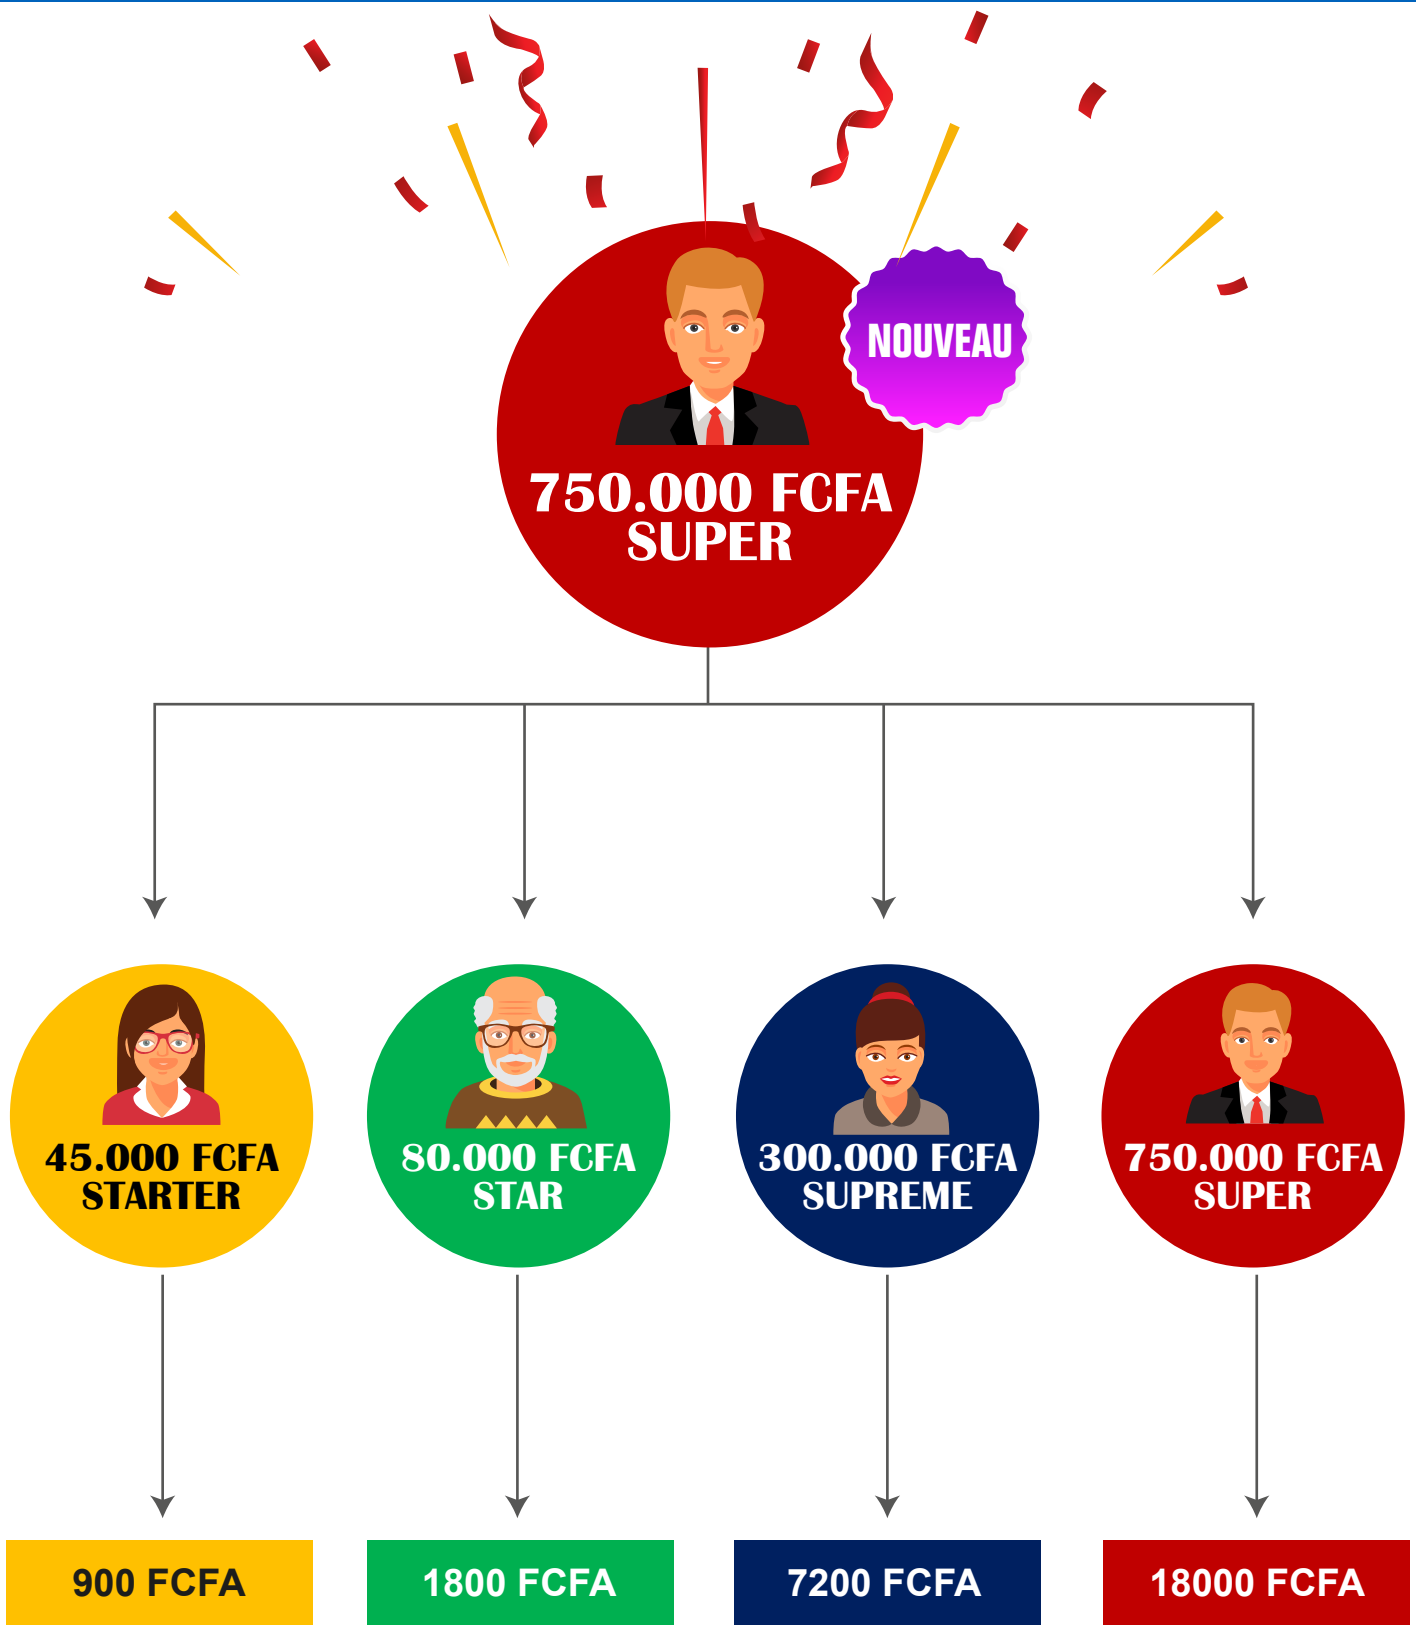 NOUVEAU
750.000 FCFA
SUPER
45.000 FCFA
STARTER
80.000 FCFA
STAR
300.000 FCFA
SUPREME
750.000 FCFA
SUPER
900 FCFA
1800 FCFA
7200 FCFA
18000 FCFA